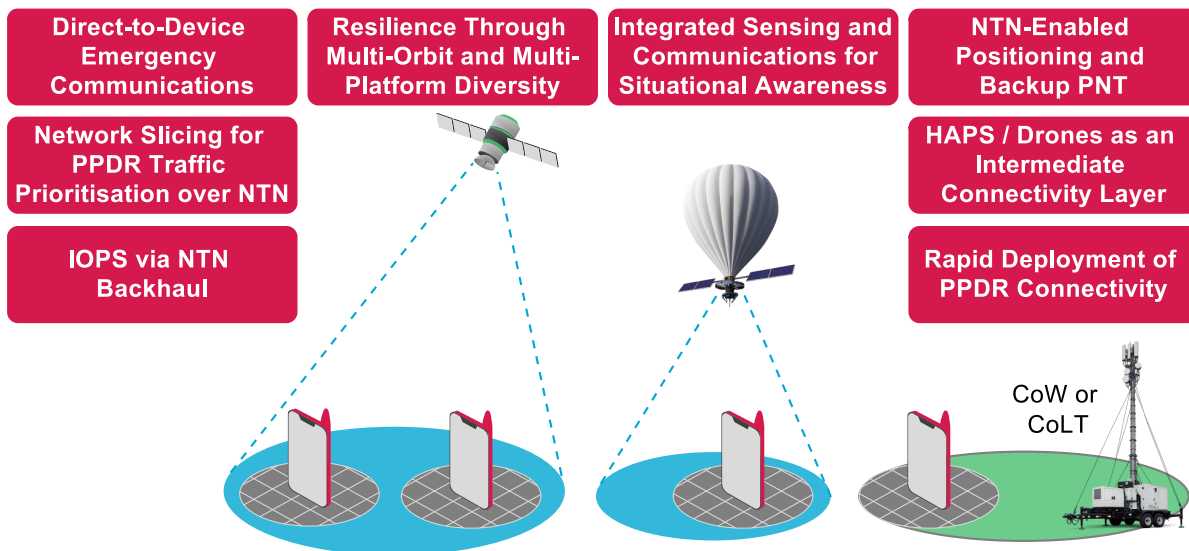 Direct-to-Device
Emergency
Communications
Resilience Through
Multi-Orbit and Multi-
Platform Diversity
Integrated Sensing and
Communications for
Situational Awareness
NTN-Enabled
Positioning and
Backup PNT
Network Slicing for
PPDR Traffic
Prioritisation over NTN
HAPS / Drones as an
Intermediate
Connectivity Layer
IOPS via NTN
Backhaul
Rapid Deployment of
PPDR Connectivity
CoW or
CoLT